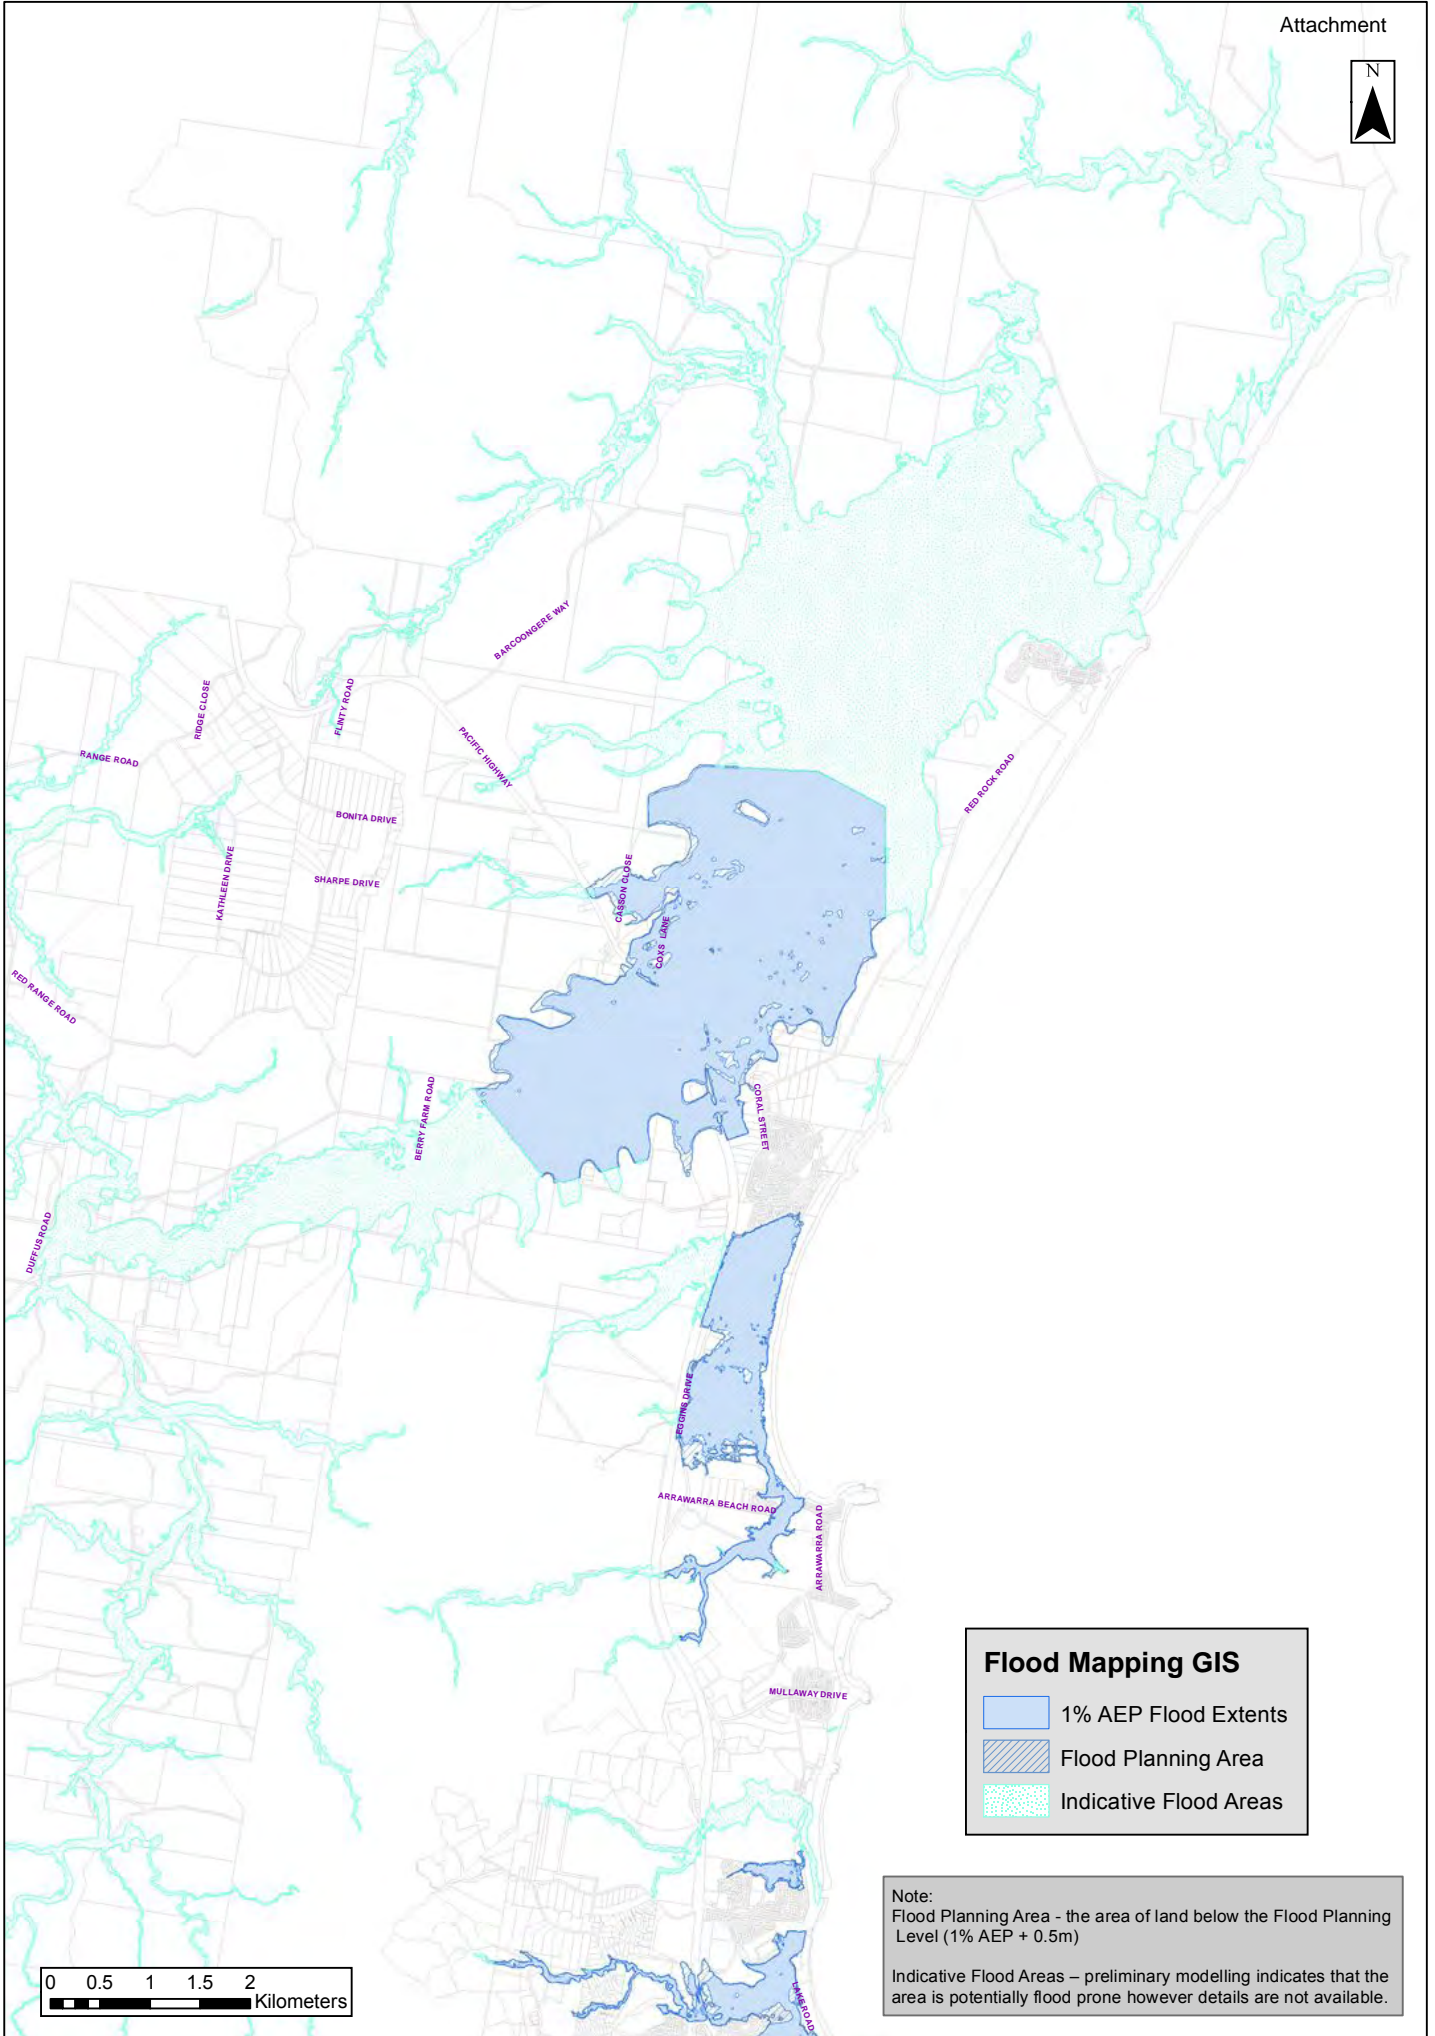 Attachment
N
BARCOONGERE WAY
RIDGE CLOSE
FLINTY ROAD
RANGE ROAD
PACIFIC HIGHWAY
RED ROCK ROAD
BONITA DRIVE
KATHLEEN DRIVE
SHARPE DRIVE
CASSON CLOSE
COXS LANE
RED RANGE ROAD
BERRY FARM ROAD
CORAL STREET
DUFFUS ROAD
EGGINS DRIVE
ARRAWARRA BEACH ROAD
ARRAWARRA ROAD
MULLAWAY DRIVE
LAKE ROAD
Flood Mapping GIS
1% AEP Flood Extents
Flood Planning Area
Indicative Flood Areas
Note:
Flood Planning Area - the area of land below the Flood Planning
Level (1% AEP + 0.5m)
Indicative Flood Areas – preliminary modelling indicates that the
area is potentially flood prone however details are not available.
0 0.5 1 1.5 2
Kilometers